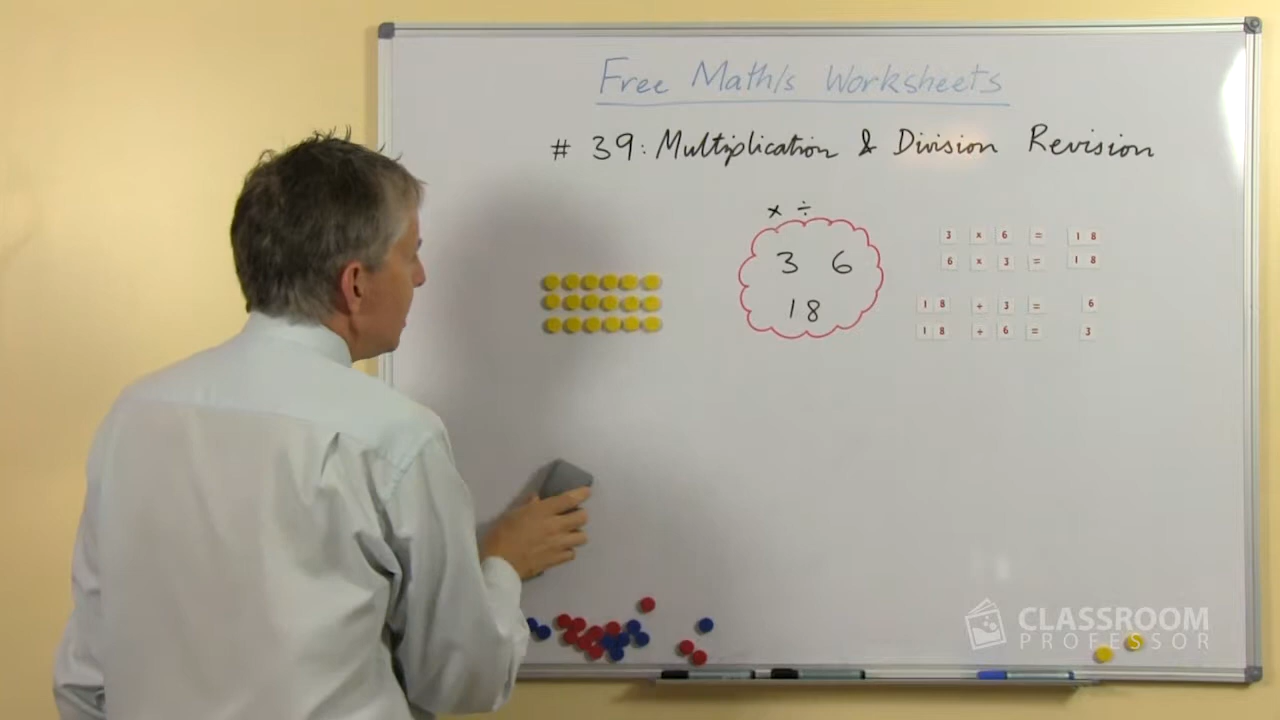 Free Math/s Worksheets
# 39: Multiplication & Division Revision
× ÷
3 6
18
3 × 6 = 18
6 × 3 = 18
18 ÷ 3 = 6
18 ÷ 6 = 3
CLASSROOM
PROFESSOR